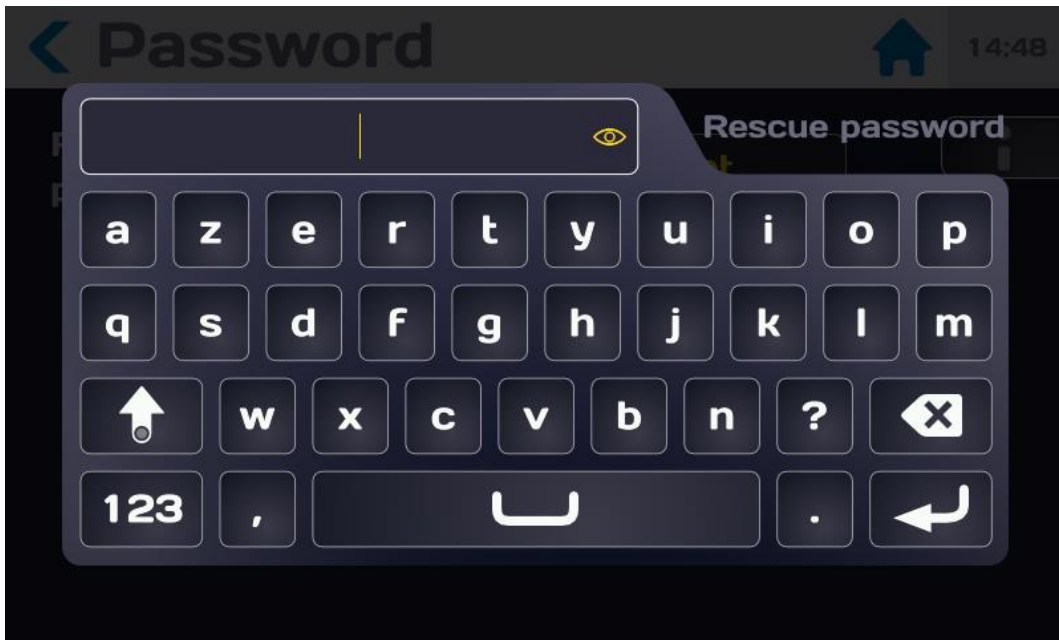 Password 14:48
Rescue password
a z e r t y u i o p
q s d f g h j k l m
w x c v b n ?
123 , .